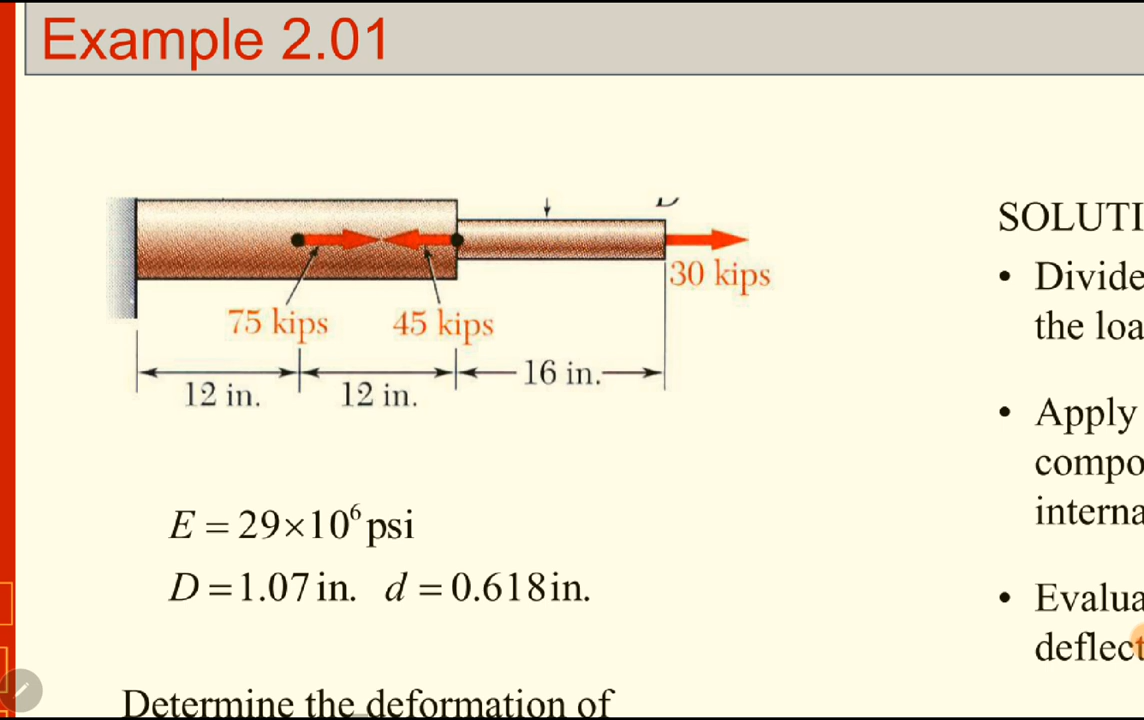 Example 2.01
30 kips
75 kips
45 kips
12 in.
12 in.
16 in.
E = 29×10⁶ psi
D = 1.07 in. d = 0.618 in.
Determine the deformation of
SOLUTI
• Divide
the loa
• Apply
compo
interna
• Evalua
deflect